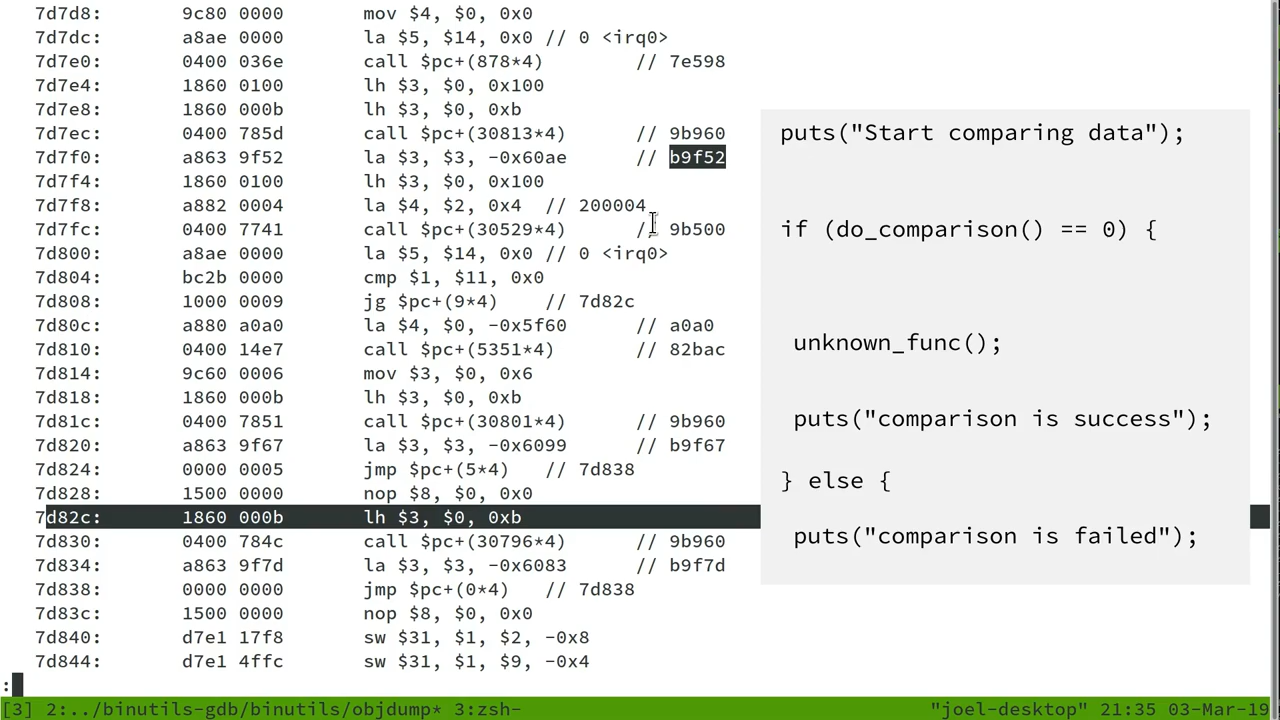 7d7d8: 9c80 0000 mov $4, $0, 0x0
7d7dc: a8ae 0000 la $5, $14, 0x0 // 0 <irq0>
7d7e0: 0400 036e call $pc+(878*4) // 7e598
7d7e4: 1860 0100 lh $3, $0, 0x100
7d7e8: 1860 000b lh $3, $0, 0xb
7d7ec: 0400 785d call $pc+(30813*4) // 9b960
7d7f0: a863 9f52 la $3, $3, -0x60ae // b9f52
7d7f4: 1860 0100 lh $3, $0, 0x100
7d7f8: a882 0004 la $4, $2, 0x4 // 200004
7d7fc: 0400 7741 call $pc+(30529*4) // 9b500
7d800: a8ae 0000 la $5, $14, 0x0 // 0 <irq0>
7d804: bc2b 0000 cmp $1, $11, 0x0
7d808: 1000 0009 jg $pc+(9*4) // 7d82c
7d80c: a880 a0a0 la $4, $0, -0x5f60 // a0a0
7d810: 0400 14e7 call $pc+(5351*4) // 82bac
7d814: 9c60 0006 mov $3, $0, 0x6
7d818: 1860 000b lh $3, $0, 0xb
7d81c: 0400 7851 call $pc+(30801*4) // 9b960
7d820: a863 9f67 la $3, $3, -0x6099 // b9f67
7d824: 0000 0005 jmp $pc+(5*4) // 7d838
7d828: 1500 0000 nop $8, $0, 0x0
7d82c: 1860 000b lh $3, $0, 0xb
7d830: 0400 784c call $pc+(30796*4) // 9b960
7d834: a863 9f7d la $3, $3, -0x6083 // b9f7d
7d838: 0000 0000 jmp $pc+(0*4) // 7d838
7d83c: 1500 0000 nop $8, $0, 0x0
7d840: d7e1 17f8 sw $31, $1, $2, -0x8
7d844: d7e1 4ffc sw $31, $1, $9, -0x4
:
puts("Start comparing data");
if (do_comparison() == 0) {
unknown_func();
puts("comparison is success");
} else {
puts("comparison is failed");
[3] 2:../binutils-gdb/binutils/objdump* 3:zsh- "joel-desktop" 21:35 03-Mar-19